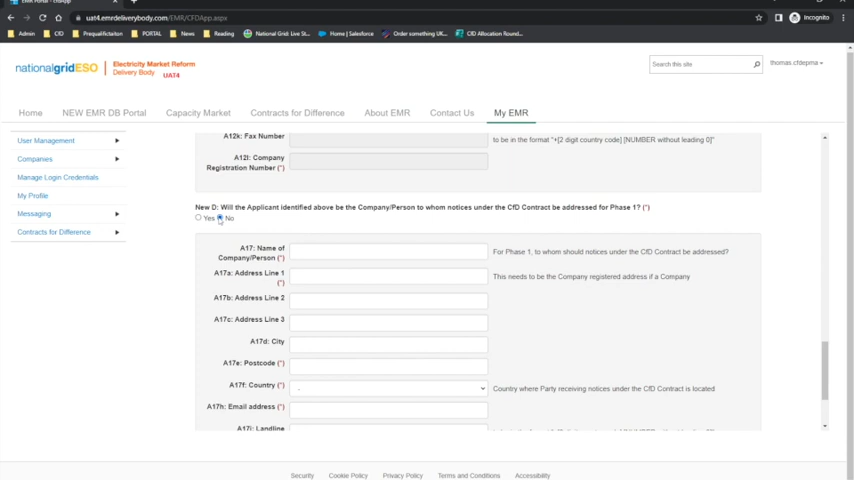 EMR Portal - CfdApp
uat4.emrdeliverybody.com/EMR/CFDApp.aspx
Incognito
Admin CfD Prequalificaiton PORTAL News Reading National Grid: Live St... Home | Salesforce Order something UK... CfD Allocation Round...
nationalgridESO Electricity Market Reform
Delivery Body UAT4
Search this site
thomas.cfdepma
Home NEW EMR DB Portal Capacity Market Contracts for Difference About EMR Contact Us My EMR
User Management
Companies
Manage Login Credentials
My Profile
Messaging
Contracts for Difference
A12k: Fax Number
to be in the format "+[2 digit country code] [NUMBER without leading 0]"
A12l: Company
Registration Number (*)
New D: Will the Applicant identified above be the Company/Person to whom notices under the CfD Contract be addressed for Phase 1? (*)
Yes No
A17: Name of
Company/Person (*)
For Phase 1, to whom should notices under the CfD Contract be addressed?
A17a: Address Line 1
(*)
This needs to be the Company registered address if a Company
A17b: Address Line 2
A17c: Address Line 3
A17d: City
A17e: Postcode (*)
A17f: Country (*)
Country where Party receiving notices under the CfD Contract is located
A17h: Email address (*)
A17i: Landline
Security Cookie Policy Privacy Policy Terms and Conditions Accessibility